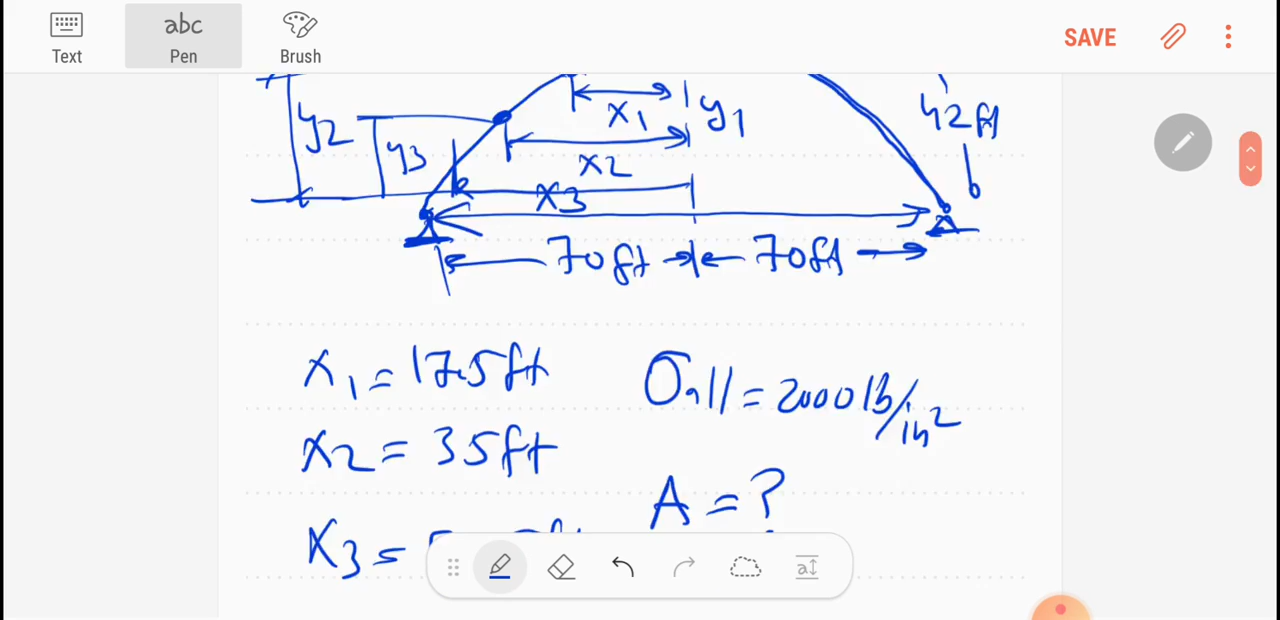 Text
abc
Pen
Brush
SAVE
y2
y3
x1
y1
42ft
x2
x3
70ft
70ft
x1 = 17.5ft
σall = 2000 lb/in2
x2 = 35ft
A = ?
x3 =